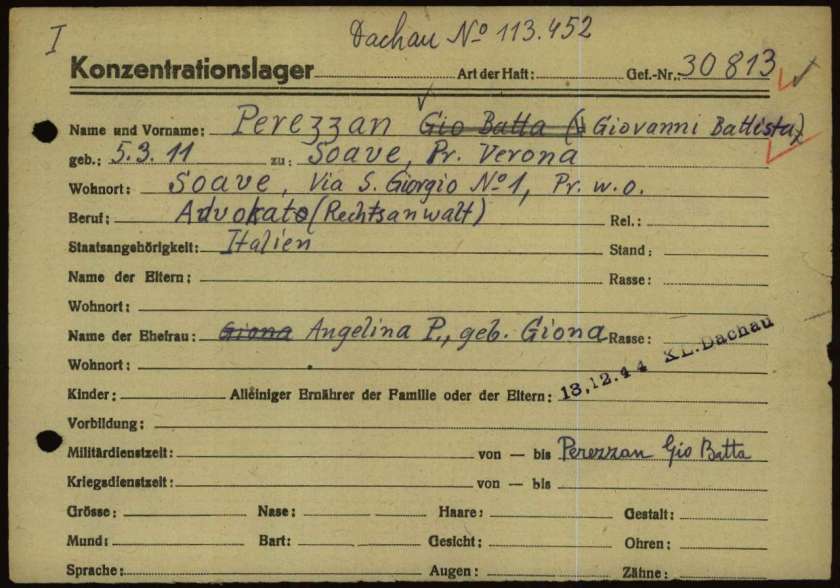 I Dachau Nº 113.452
Konzentrationslager Art der Haft: Gef.-Nr. 30813
Name und Vorname: Perezzan Gio Batta (Giovanni Battista)
geb.: 5.3.11 zu: Soave, Pr. Verona
Wohnort: Soave, Via S. Giorgio Nº1, Pr. w.o.
Beruf: Advokato (Rechtsanwalt) Rel.:
Staatsangehörigkeit: Italien Stand:
Name der Eltern: Rasse:
Wohnort:
Name der Ehefrau: Giona Angelina P., geb. Giona Rasse:
Wohnort: 13.12.44 KL. Dachau
Kinder: Alleiniger Ernährer der Familie oder der Eltern:
Vorbildung:
Militärdienstzeit: von — bis Perezzan Gio Batta
Kriegsdienstzeit: von — bis
Grösse: Nase: Haare: Gestalt:
Mund: Bart: Gesicht: Ohren:
Sprache: Augen: Zähne: